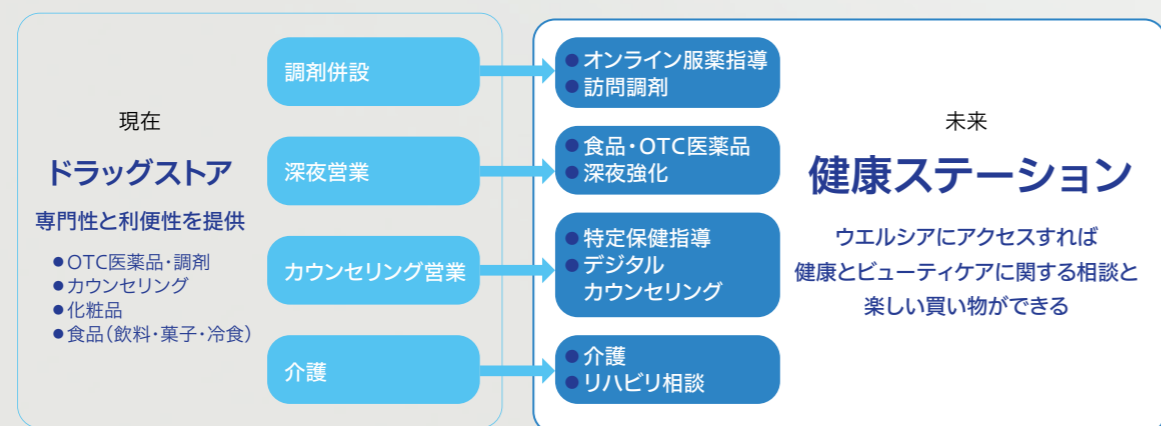 現在
ドラッグストア
専門性と利便性を提供
●OTC医薬品・調剤
●カウンセリング
●化粧品
●食品(飲料・菓子・冷食)
調剤併設
深夜営業
カウンセリング営業
介護
●オンライン服薬指導
●訪問調剤
●食品・OTC医薬品
●深夜強化
●特定保健指導
●デジタル
カウンセリング
●介護
●リハビリ相談
未来
健康ステーション
ウエルシアにアクセスすれば
健康とビューティケアに関する相談と
楽しい買い物ができる